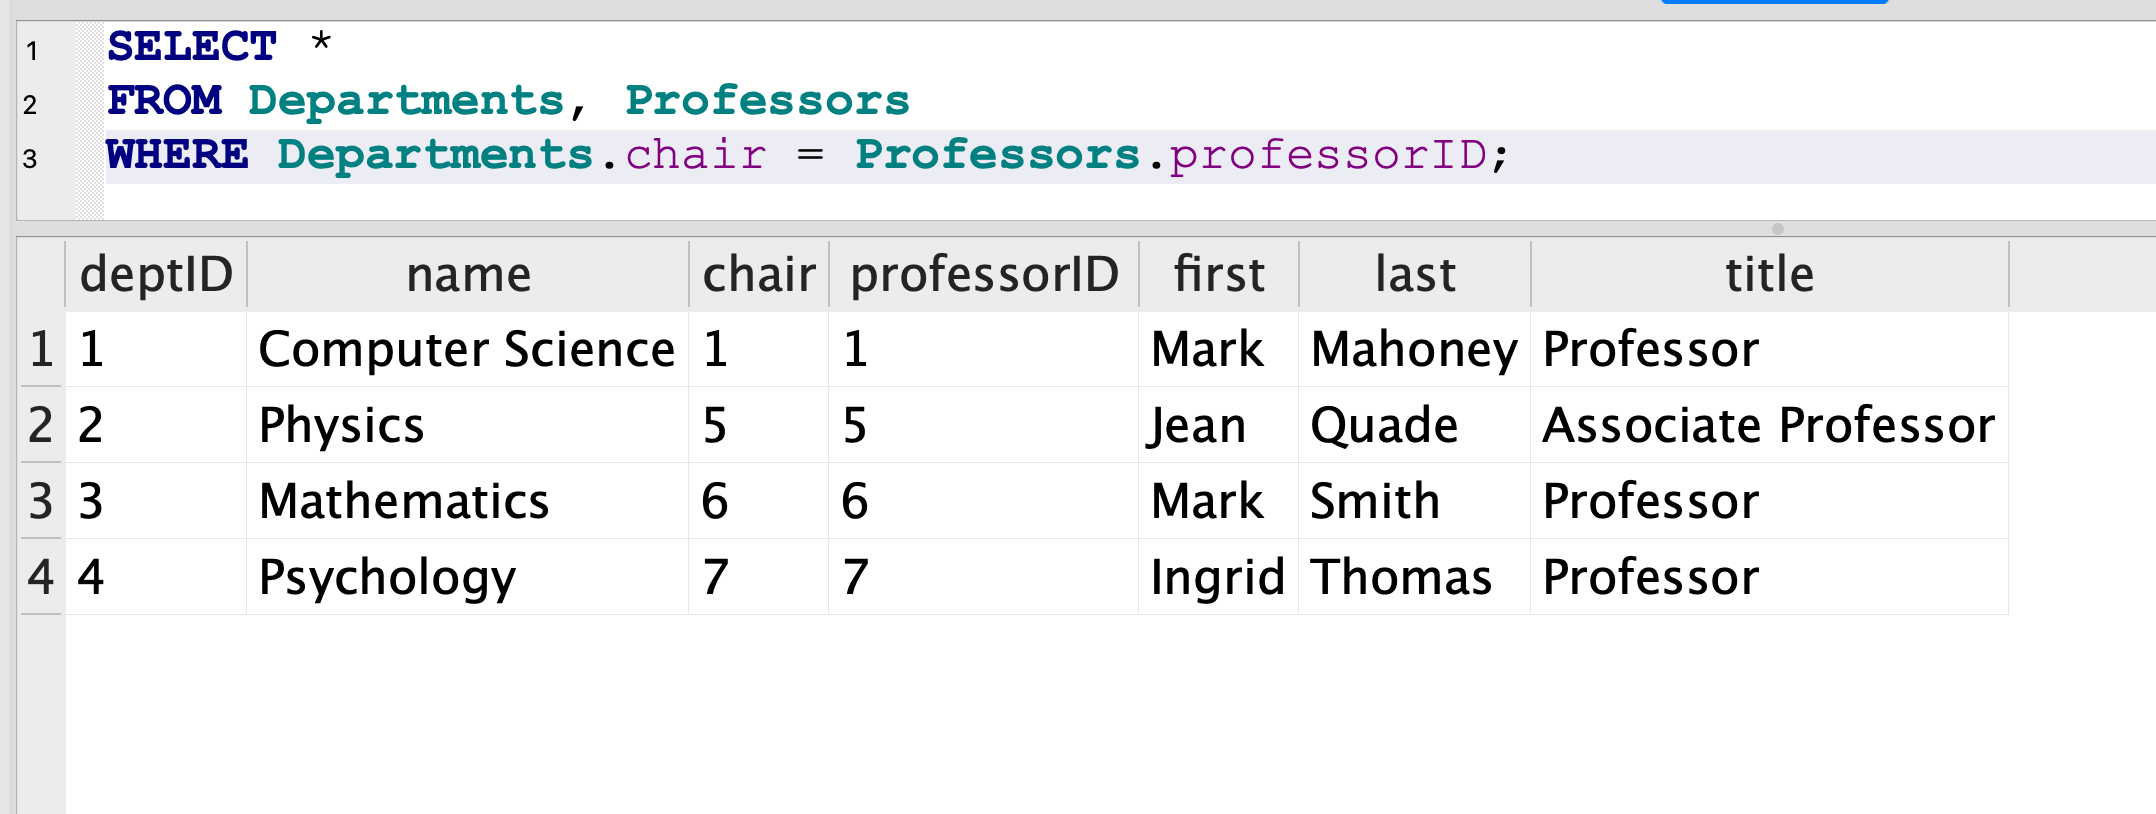 1 SELECT *
2 FROM Departments, Professors
3 WHERE Departments.chair = Professors.professorID;
deptID name chair professorID first last title
1 1 Computer Science 1 1 Mark Mahoney Professor
2 2 Physics 5 5 Jean Quade Associate Professor
3 3 Mathematics 6 6 Mark Smith Professor
4 4 Psychology 7 7 Ingrid Thomas Professor